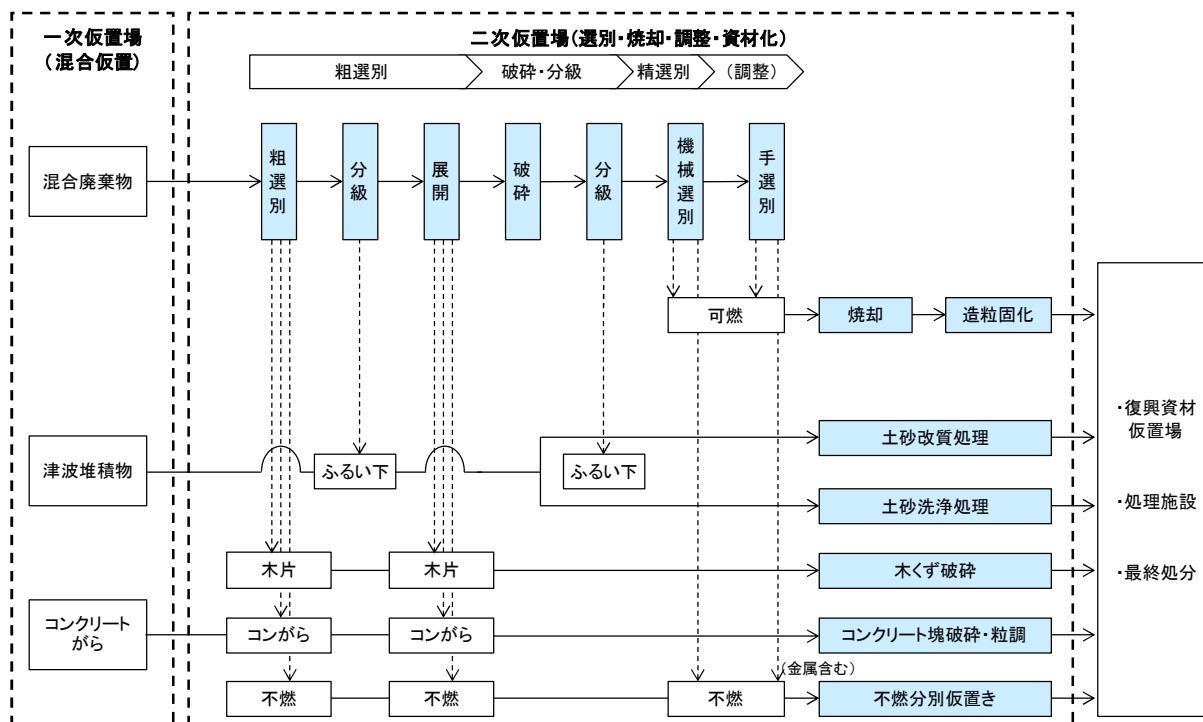 一次仮置場
(混合仮置)
二次仮置場(選別・焼却・調整・資材化)
粗選別
破砕・分級
精選別
(調整)
混合廃棄物
粗選別
分級
展開
破砕
分級
機械選別
手選別
可燃
焼却
造粒固化
津波堆積物
ふるい下
ふるい下
土砂改質処理
土砂洗浄処理
木片
木片
木くず破砕
コンクリート
がら
コンがら
コンがら
コンクリート塊破砕・粒調
(金属含む)
不燃
不燃
不燃
不燃分別仮置き
・復興資材
仮置場
・処理施設
・最終処分